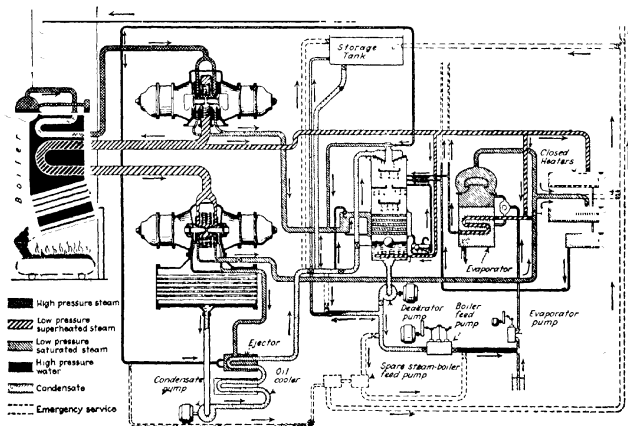 Storage
Tank
Boiler
Closed
Heaters
Evaporator
High pressure steam
Low pressure
superheated steam
Low pressure
saturated steam
High pressure
water
Condensate
Emergency service
Ejector
Oil
cooler
Condensate
pump
Deaerator
pump
Boiler
feed
pump
Evaporator
pump
Spare steam-boiler
feed pump